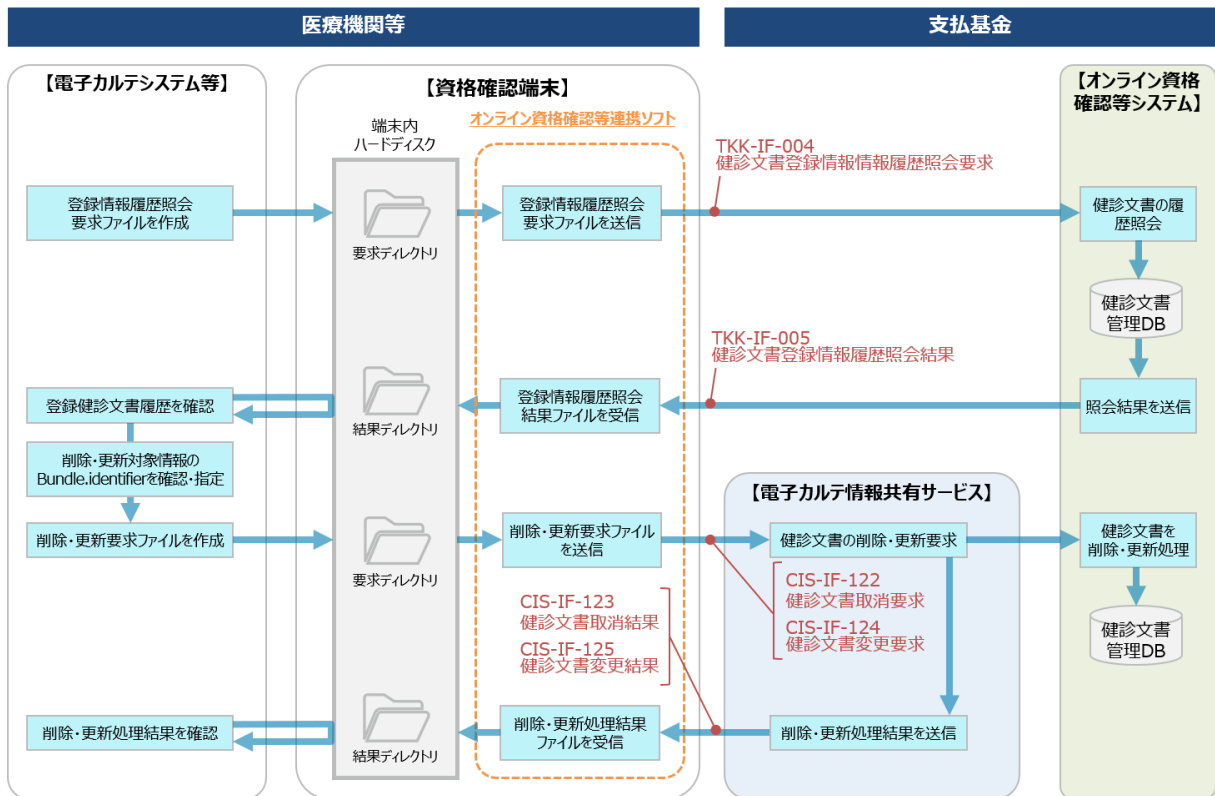 医療機関等
支払基金
【電子カルテシステム等】
【資格確認端末】
【オンライン資格
確認等システム】
端末内
ハードディスク
オンライン資格確認等連携ソフト
TKK-IF-004
健診文書登録情報情報履歴照会要求
登録情報履歴照会
要求ファイルを作成
要求ディレクトリ
登録情報履歴照会
要求ファイルを送信
健診文書の履
歴照会
健診文書
管理DB
TKK-IF-005
健診文書登録情報履歴照会結果
登録健診文書履歴を確認
結果ディレクトリ
登録情報履歴照会
結果ファイルを受信
照会結果を送信
削除・更新対象情報の
Bundle.identifierを確認・指定
【電子カルテ情報共有サービス】
削除・更新要求ファイルを作成
要求ディレクトリ
削除・更新要求ファイル
を送信
健診文書の削除・更新要求
健診文書を
削除・更新処理
CIS-IF-122
健診文書取消要求
CIS-IF-124
健診文書変更要求
CIS-IF-123
健診文書取消結果
CIS-IF-125
健診文書変更結果
健診文書
管理DB
削除・更新処理結果を確認
結果ディレクトリ
削除・更新処理結果
ファイルを受信
削除・更新処理結果を送信